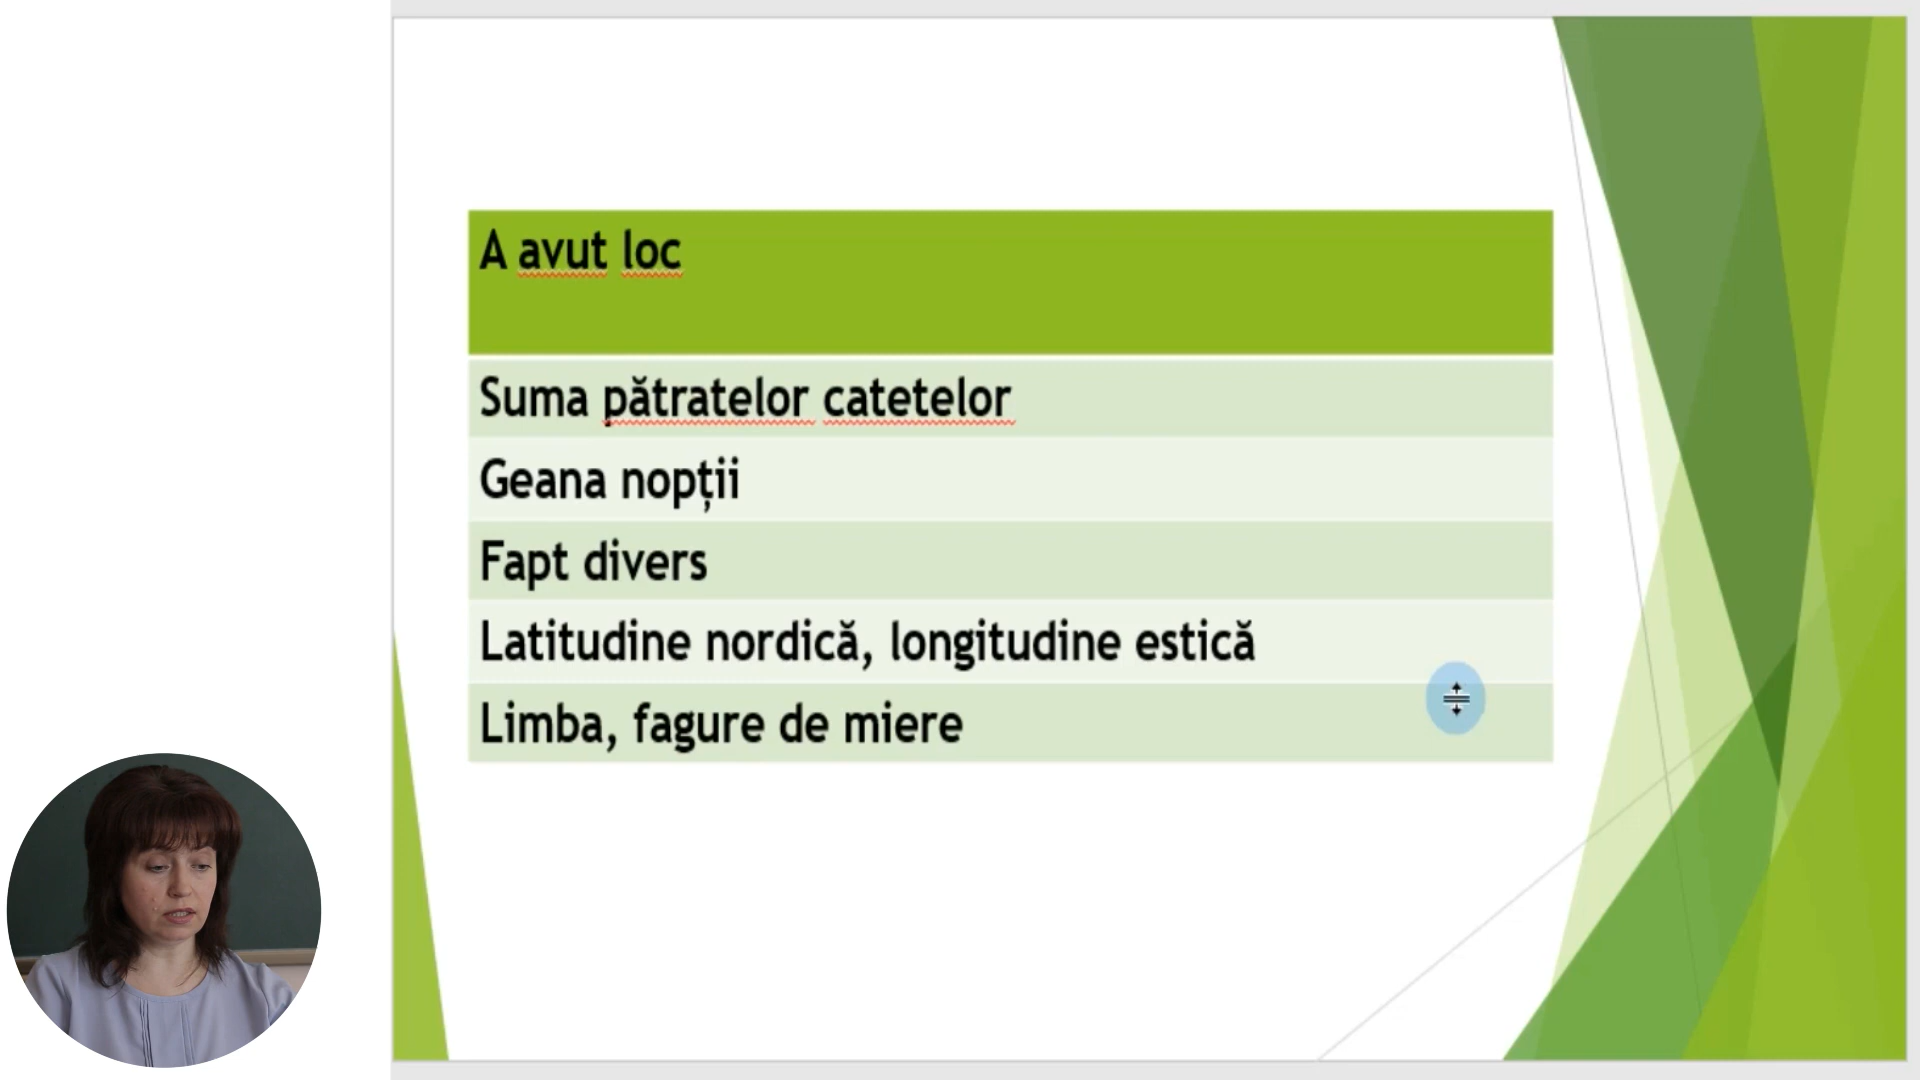 A avut loc
Suma pătratelor catetelor
Geana nopții
Fapt divers
Latitudine nordică, longitudine estică
Limba, fagure de miere